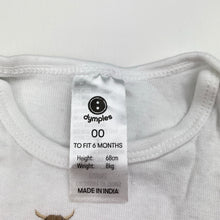 dymples
00
TO FIT 6 MONTHS
Height: 68cm
Weight: 8kg
MADE IN INDIA